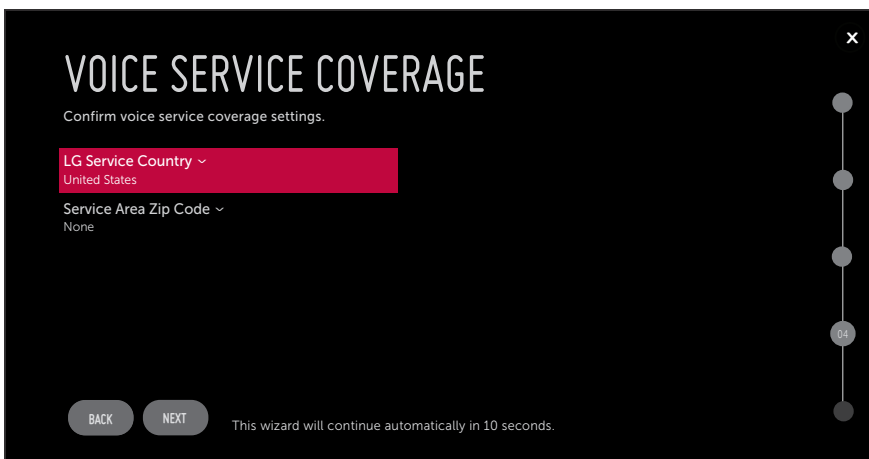 X
VOICE SERVICE COVERAGE
Confirm voice service coverage settings.
LG Service Country
United States
Service Area Zip Code
None
04
BACK NEXT This wizard will continue automatically in 10 seconds.